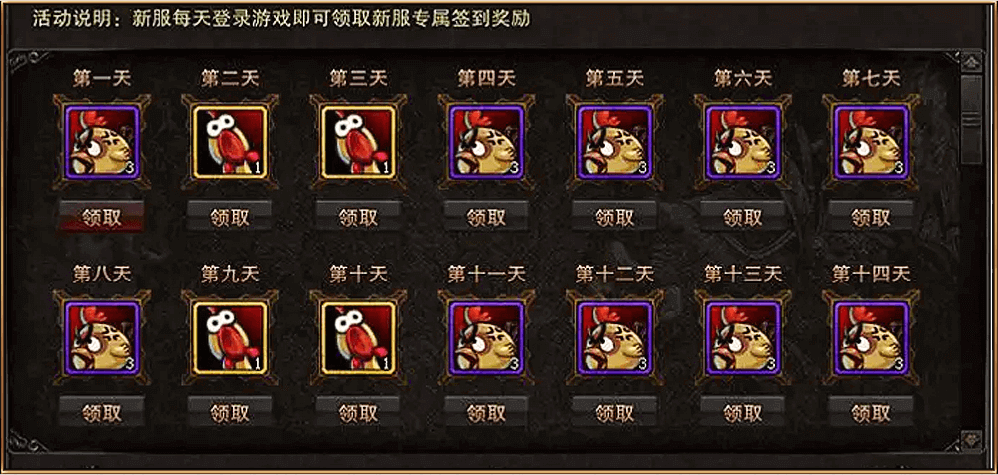 活动说明：新服每天登录游戏即可领取新服专属签到奖励
第一天 第二天 第三天 第四天 第五天 第六天 第七天
3 1 1 3 3 3 3
领取 领取 领取 领取 领取 领取 领取
第八天 第九天 第十天 第十一天 第十二天 第十三天 第十四天
3 1 1 3 3 3 3
领取 领取 领取 领取 领取 领取 领取